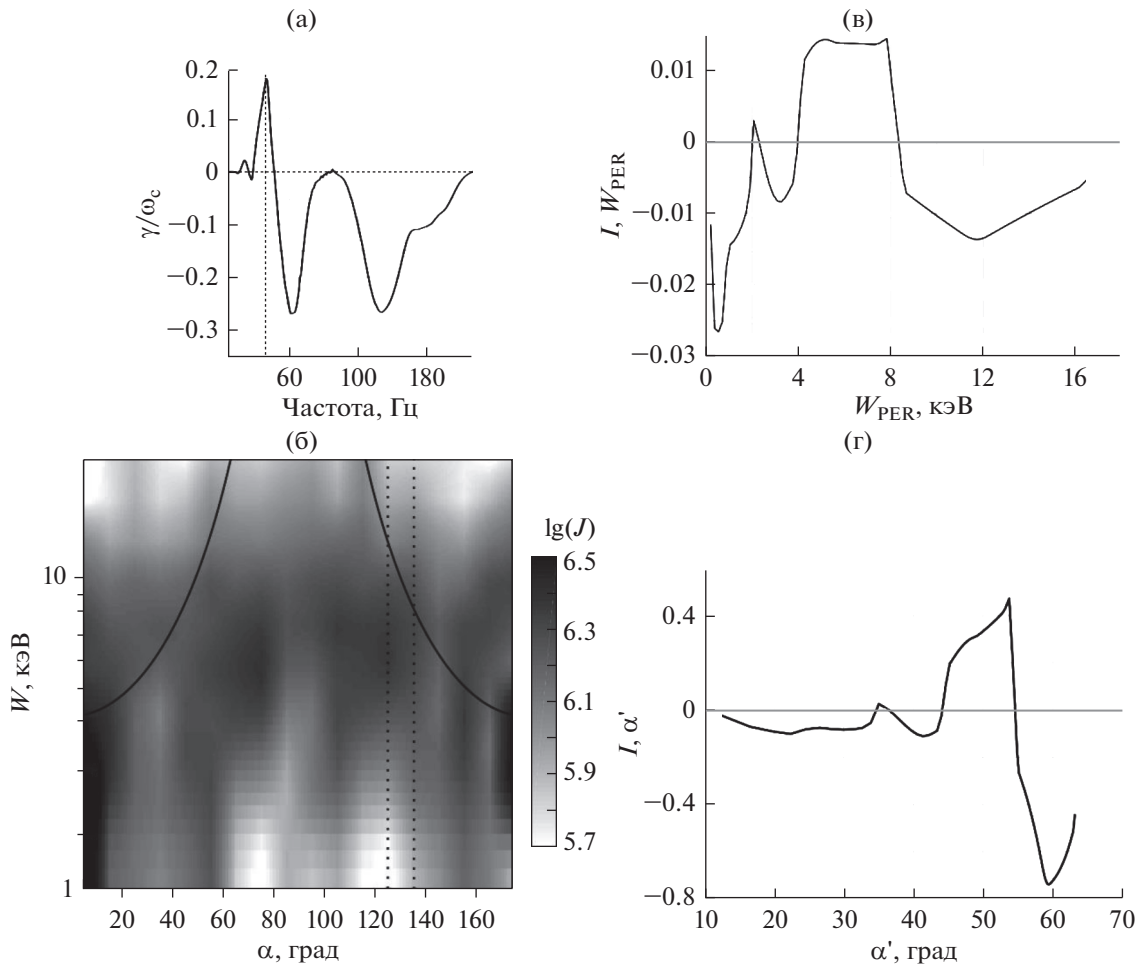 (а)
0.2
0.1
0
−0.1
−0.2
−0.3
γ/ω_c
60 100 180
Частота, Гц
(в)
0.01
0
−0.01
−0.02
−0.03
I, W_PER
0 4 8 12 16
W_PER, кэВ
(б)
10
1
W, кэВ
20 40 60 80 100 120 140 160
α, град
lg(J)
6.5
6.3
6.1
5.9
5.7
(г)
0.4
0
−0.4
−0.8
I, α'
10 20 30 40 50 60 70
α', град